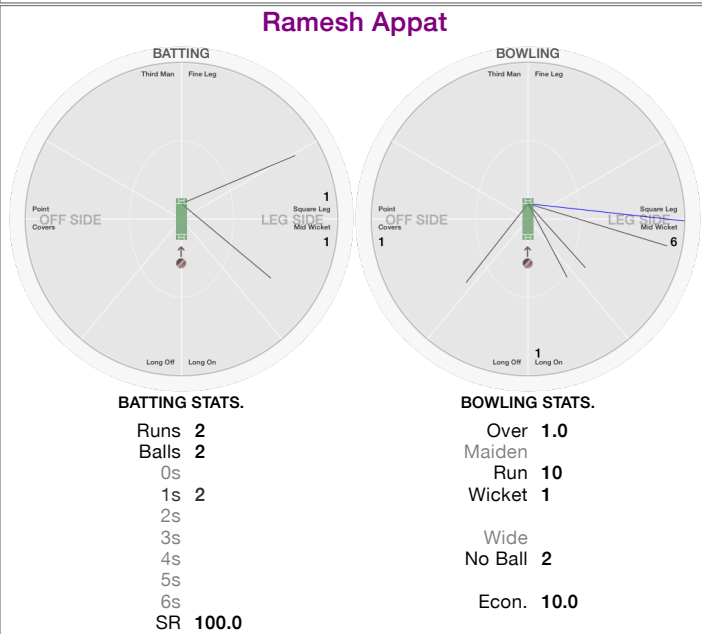 Ramesh Appat
BATTING
Third Man Fine Leg
1
Point Square Leg
OFF SIDE LEG SIDE
Covers Mid Wicket
1
Long Off Long On
BATTING STATS.
Runs 2
Balls 2
0s
1s 2
2s
3s
4s
5s
6s
SR 100.0
BOWLING
Third Man Fine Leg
Point Square Leg
OFF SIDE LEG SIDE
Covers Mid Wicket
1 6
1
Long Off Long On
BOWLING STATS.
Over 1.0
Maiden
Run 10
Wicket 1
Wide
No Ball 2
Econ. 10.0